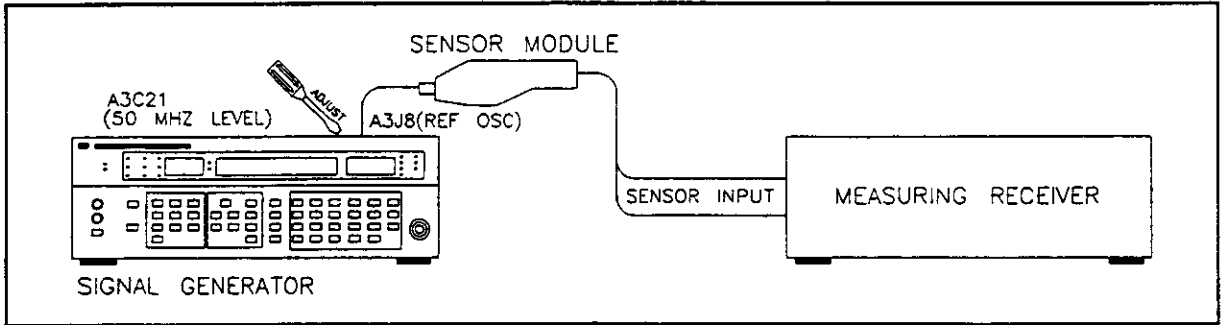 SENSOR MODULE
ADJUST
A3C21
(50 MHZ LEVEL)
A3J8(REF OSC)
SENSOR INPUT
MEASURING RECEIVER
SIGNAL GENERATOR